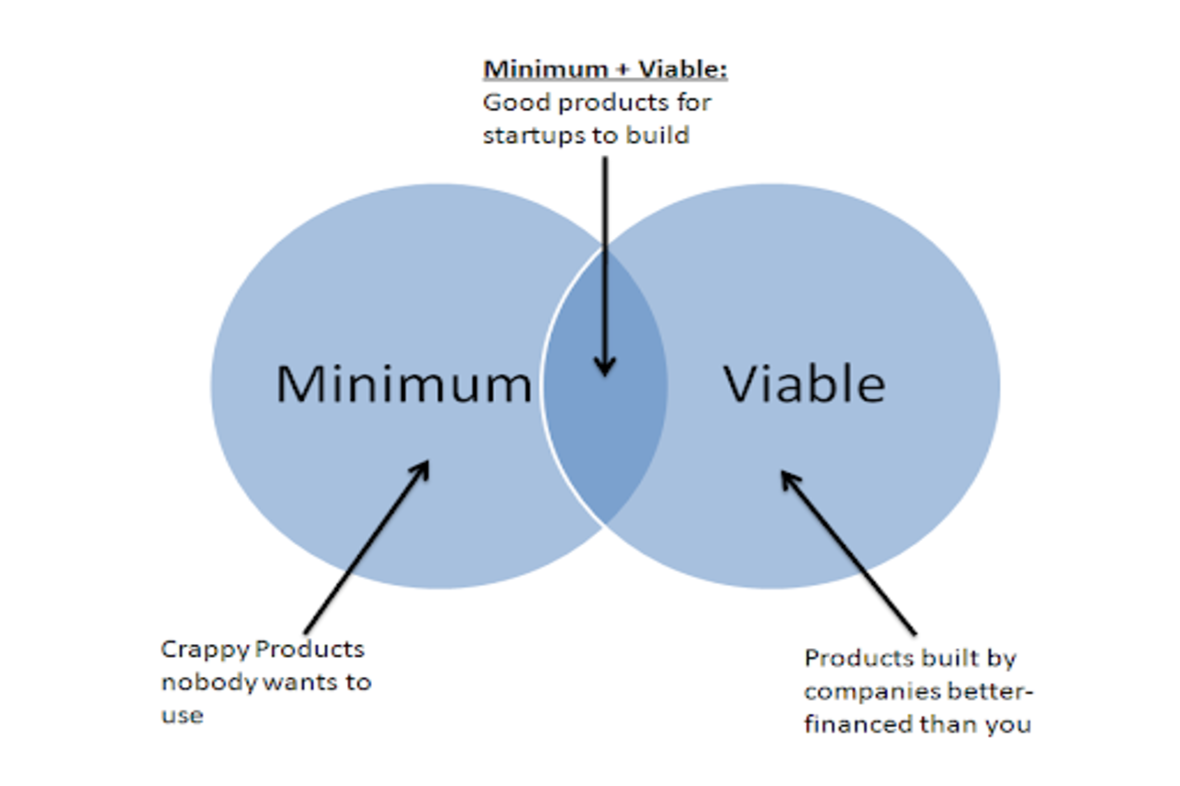 Minimum + Viable:
Good products for
startups to build
Minimum
Viable
Crappy Products
nobody wants to
use
Products built by
companies better-
financed than you